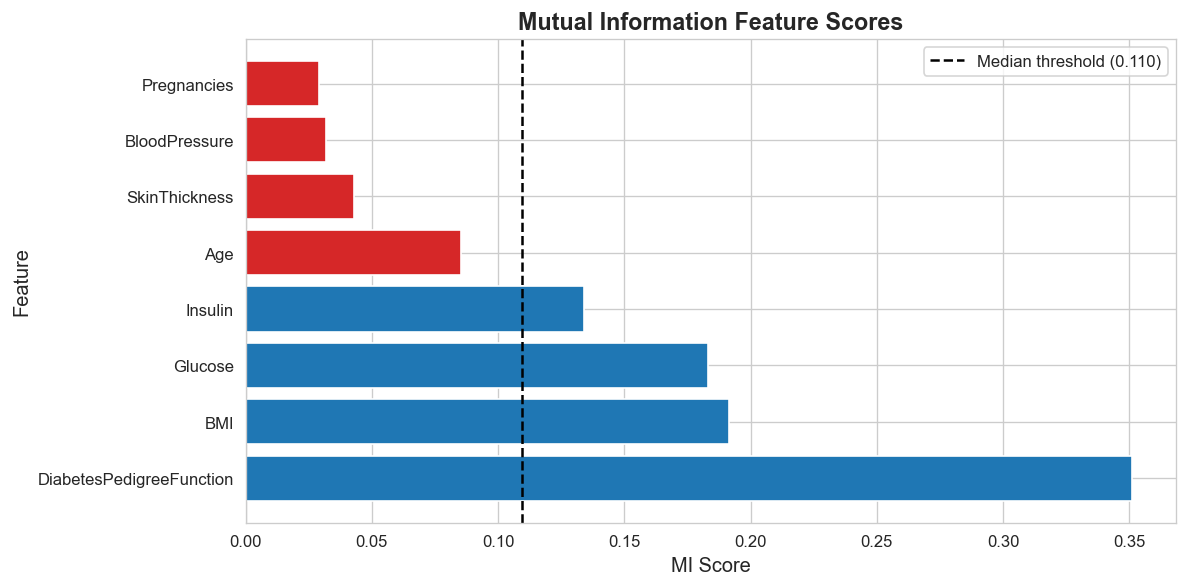 Mutual Information Feature Scores
Median threshold (0.110)
Pregnancies
BloodPressure
SkinThickness
Age
Insulin
Glucose
BMI
DiabetesPedigreeFunction
Feature
0.00 0.05 0.10 0.15 0.20 0.25 0.30 0.35
MI Score